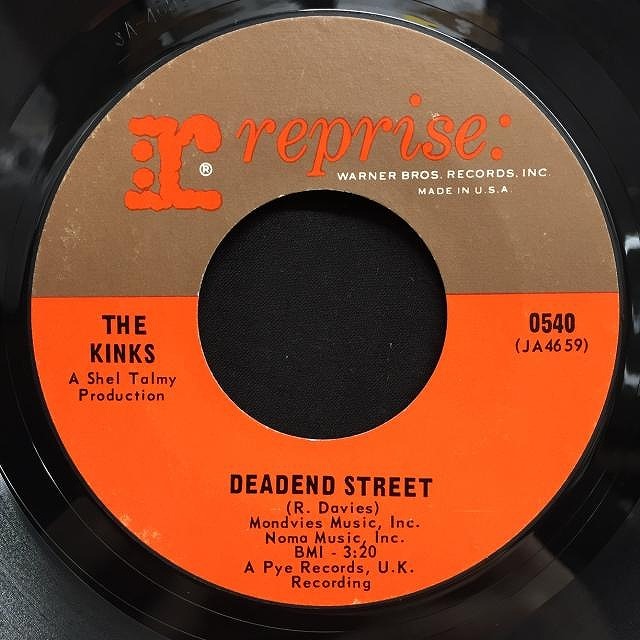 r® reprise:
WARNER BROS. RECORDS, INC.
MADE IN U.S.A
THE
KINKS
A Shel Talmy
Production
0540
(JA4659)
DEADEND STREET
(R. Davies)
Mondvies Music, Inc.
Noma Music, Inc.
BMI - 3:20
A Pye Records, U.K.
Recording